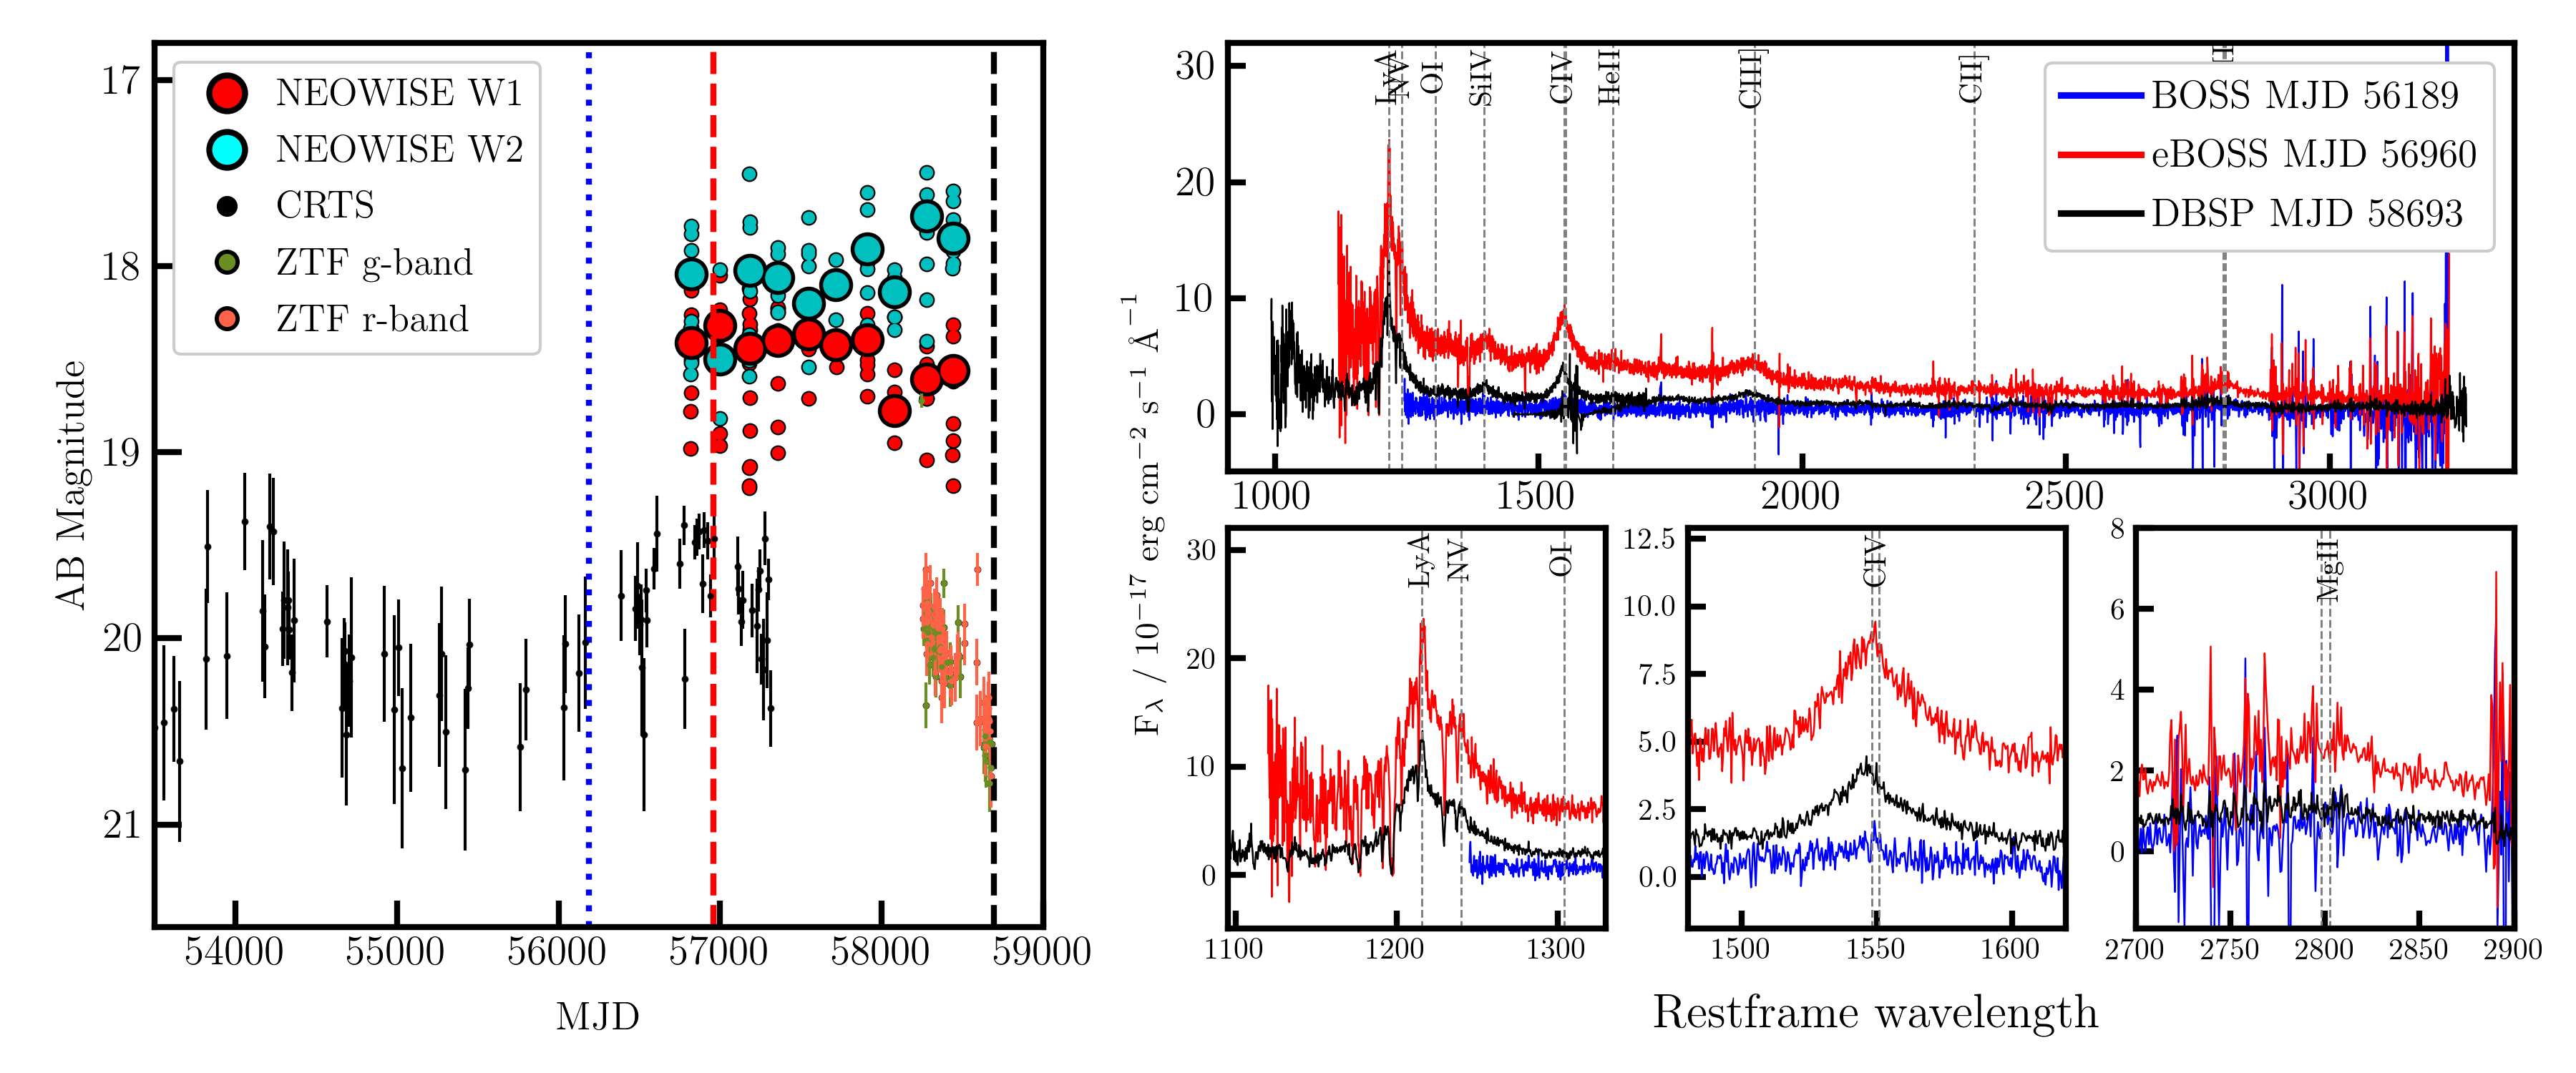 AB Magnitude
17
18
19
20
21
NEOWISE W1
NEOWISE W2
CRTS
ZTF g-band
ZTF r-band
54000 55000 56000 57000 58000 59000
MJD
F_λ / 10⁻¹⁷ erg cm⁻² s⁻¹ Å⁻¹
30
20
10
0
LyA NV OI SiIV CIV HeII CIII] CII]
BOSS MJD 56189
eBOSS MJD 56960
DBSP MJD 58693
1000 1500 2000 2500 3000
30
20
10
0
LyA NV OI
1100 1200 1300
12.5
10.0
7.5
5.0
2.5
0.0
CIV
1500 1550 1600
8
6
4
2
0
MgII
2700 2750 2800 2850 2900
Restframe wavelength